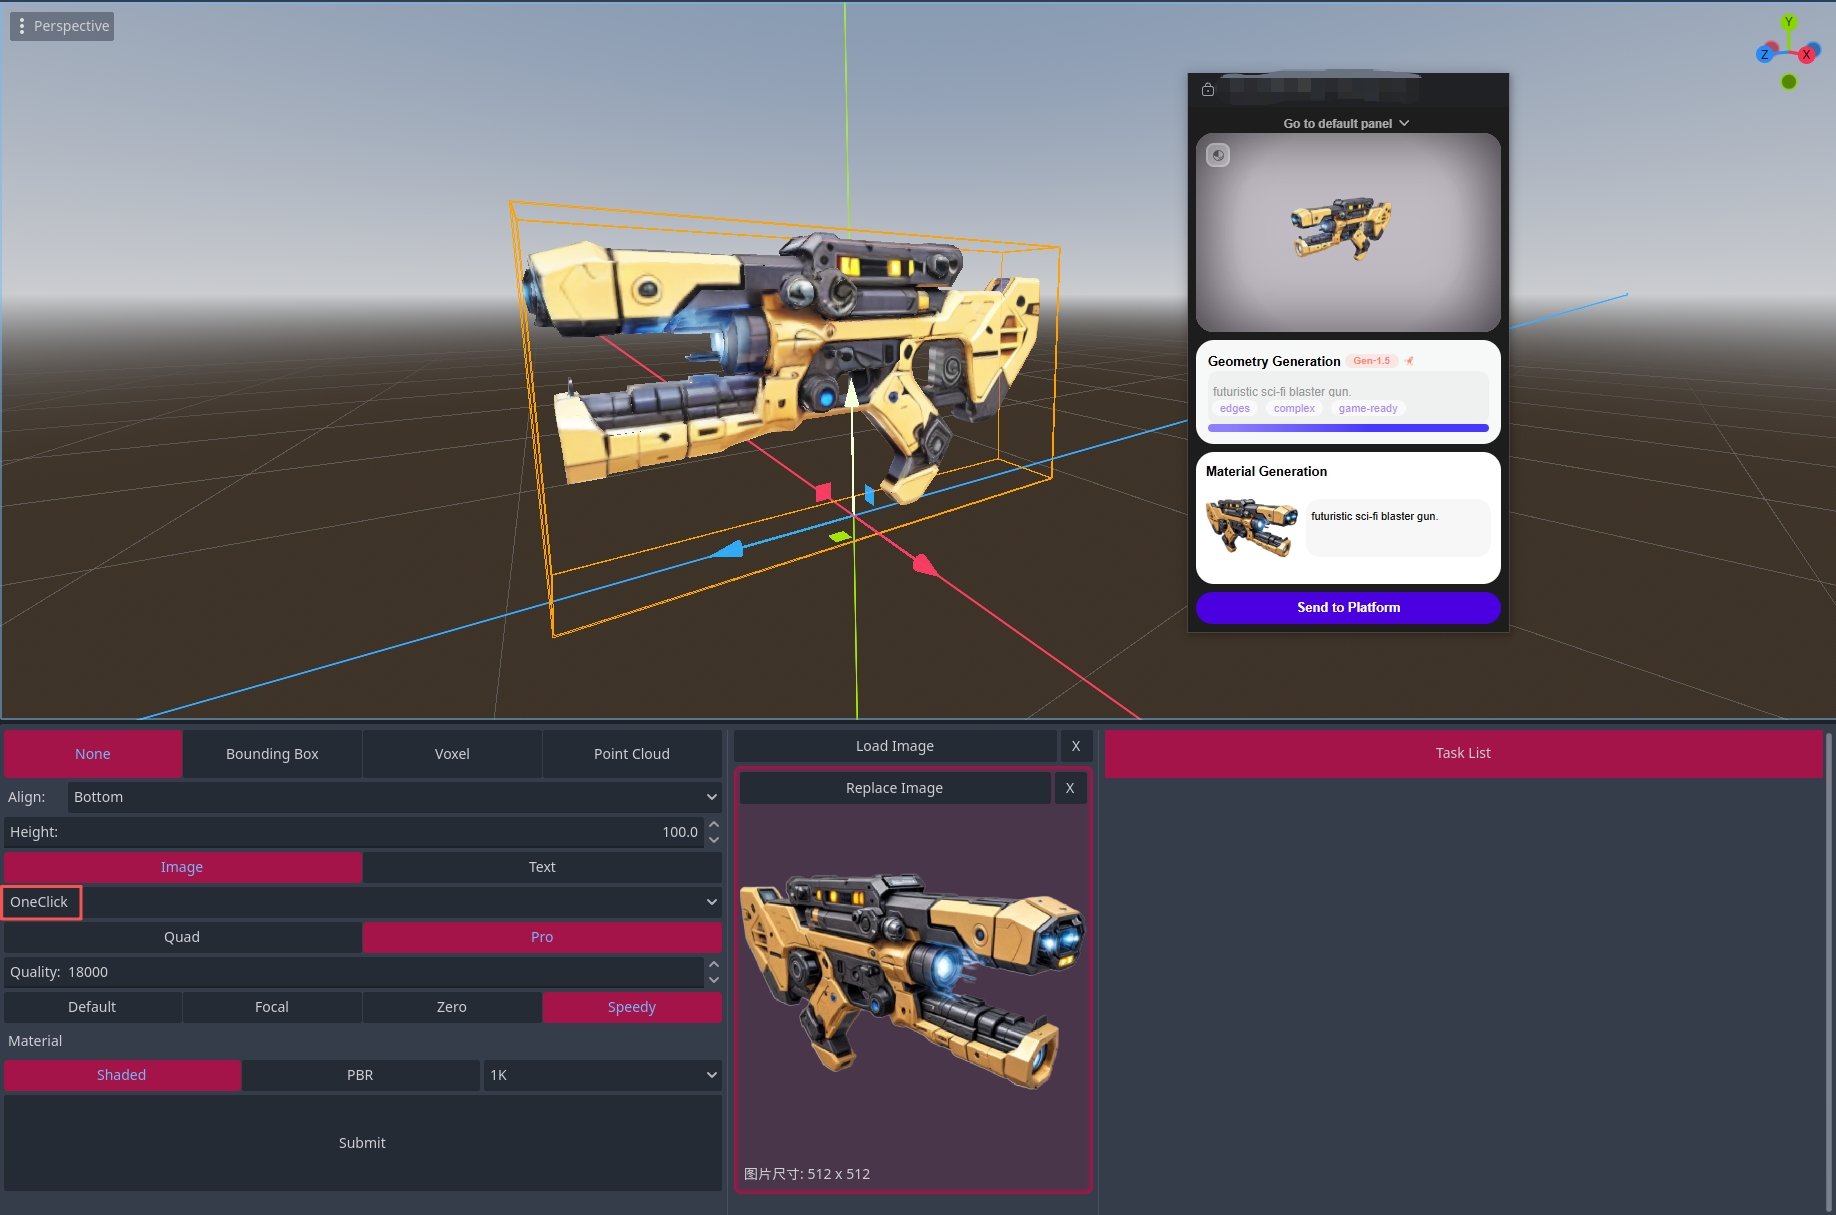 Perspective
Y
Z
X
Go to default panel
Geometry Generation Gen-1.5
futuristic sci-fi blaster gun.
edges complex game-ready
Material Generation
futuristic sci-fi blaster gun.
Send to Platform
None Bounding Box Voxel Point Cloud
Align: Bottom
Height: 100.0
Image Text
OneClick
Quad Pro
Quality: 18000
Default Focal Zero Speedy
Material
Shaded PBR 1K
Submit
Load Image X
Replace Image X
图片尺寸: 512 x 512
Task List